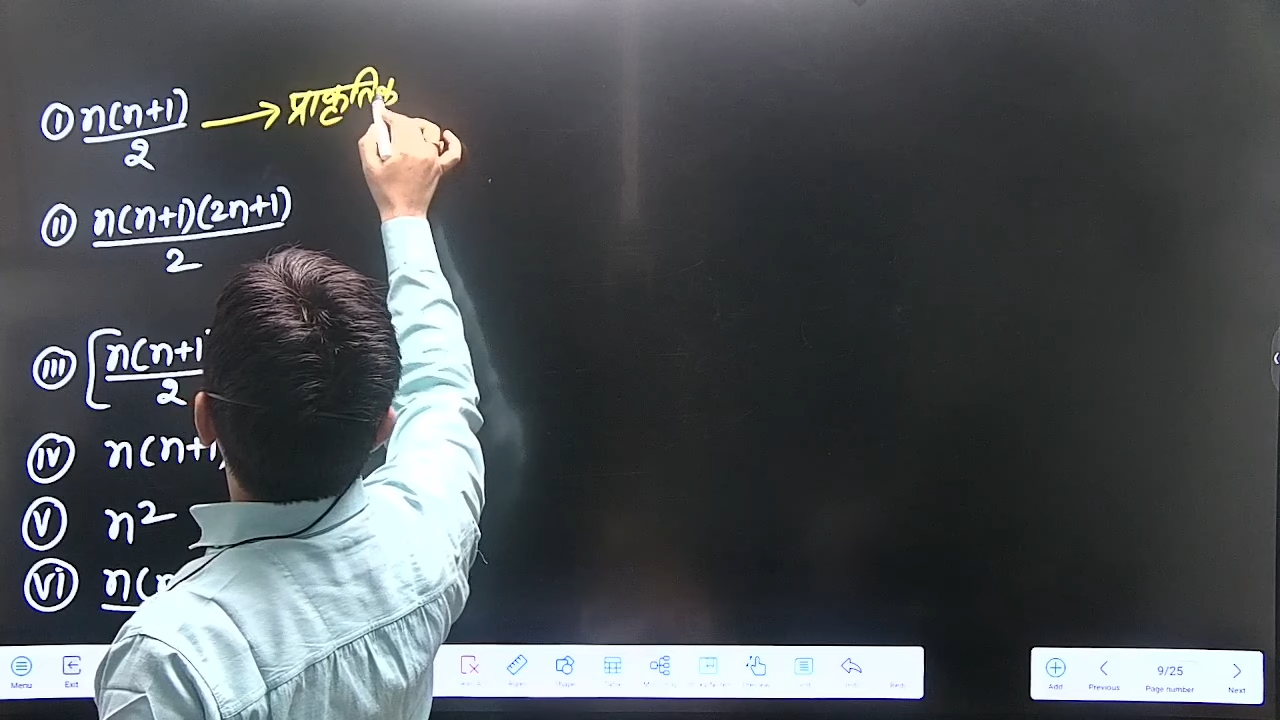 i n(n+1)/2 → प्राकृतिक
ii n(n+1)(2n+1)/2
iii [n(n+1/2
iv n(n+1
v n²
vi n(n
Menu Exit Add Previous 9/25 Page number Next